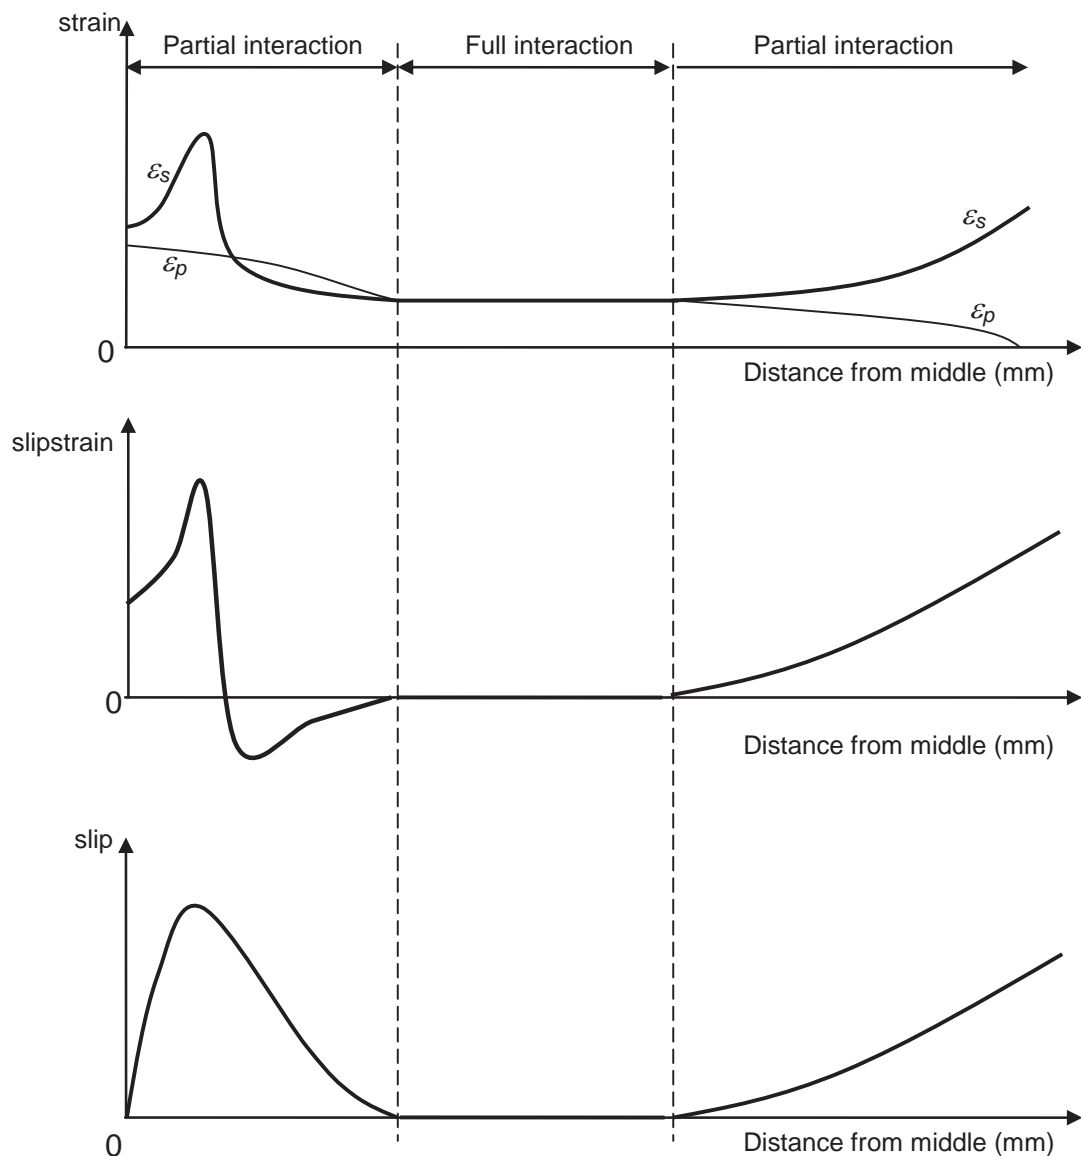 strain
Partial interaction
Full interaction
Partial interaction
εs
εp
εs
εp
0
Distance from middle (mm)
slipstrain
0
Distance from middle (mm)
slip
0
Distance from middle (mm)